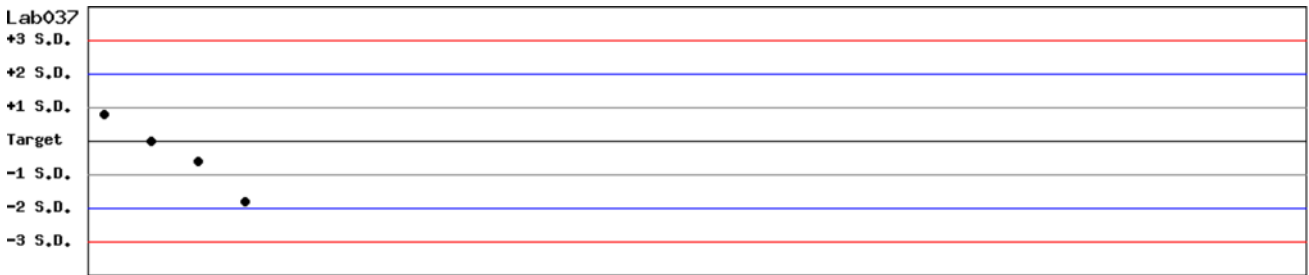 Lab037
+3 S.D.
+2 S.D.
+1 S.D.
Target
-1 S.D.
-2 S.D.
-3 S.D.